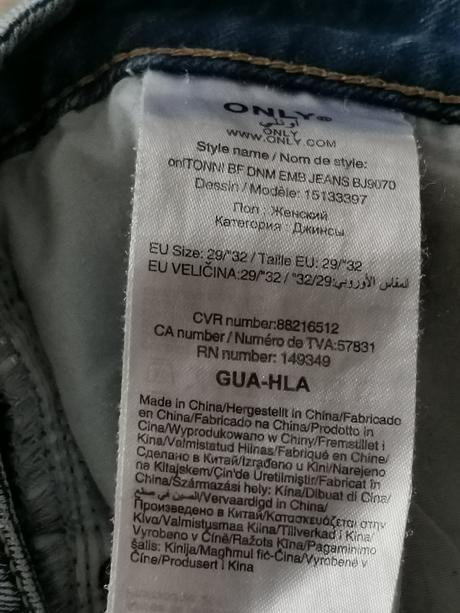 ONLY®
أونلي
ONLY
WWW.ONLY.COM
Style name / Nom de style:
onlTONNI BF DNM EMB JEANS BJ9070
Dessin / Modèle: 15133397
Пол : Женский
Категория : Джинсы
EU Size: 29/"32 / Taille EU: 29/"32
EU VELIČINA:29/"32 / "32/29:المقاس الأوروبي
CVR number:88216512
CA number / Numéro de TVA:57831
RN number: 149349
GUA-HLA
Made in China/Hergestellt in China/Fabricado
en China/Fabricado na China/Prodotto in
Cina/Wyprodukowano w Chiny/Fremstillet i
Kina/Valmistatud Hiinas/Fabriqué en Chine/
Сделано в Китай/Izrađeno u Kini/Narejeno
na Kitajskem/Çin'de Üretilmiştir/Fabricat în
China/Származási hely: Kína/Dibuat di Cina/
الصين في صنع/Vervaardigd in China/
Произведено в Китай/Κατασκευάζεται στην
Κίνα/Valmistusmaa Kiina/Tillverkad i Kina/
Vyrobeno v Číně/Ražots Ķīna/Pagaminimo
šalis: Kinija/Maghmul fiċ-Ċina/Vyrobené v
Číne/Produsert i Kina